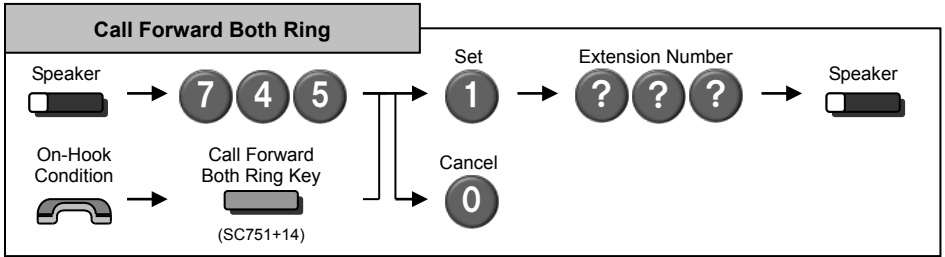 Call Forward Both Ring
Speaker
7 4 5
Set
1
Extension Number
? ? ?
Speaker
On-Hook
Condition
Call Forward
Both Ring Key
(SC751+14)
Cancel
0